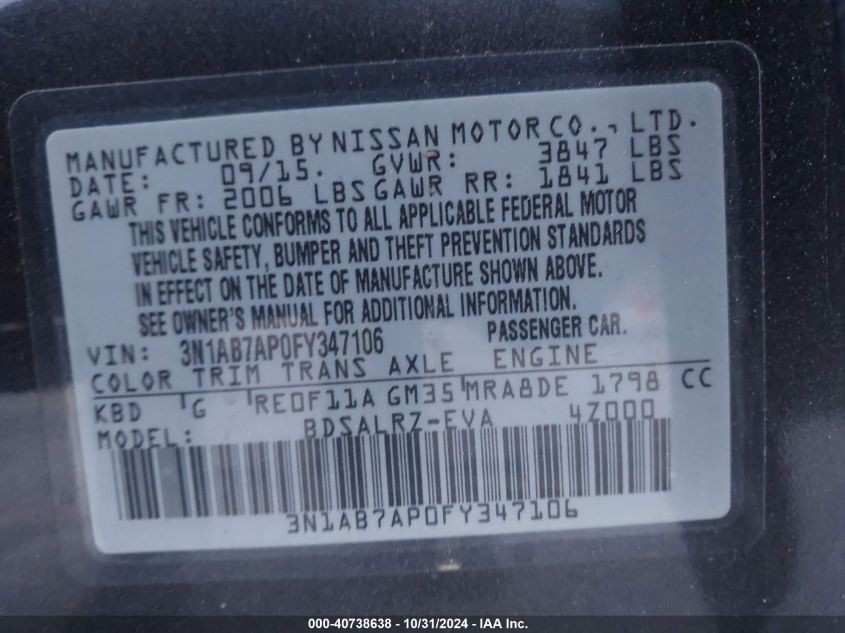 MANUFACTURED BY NISSAN MOTOR CO., LTD.
DATE: 09/15. GVWR: 3847 LBS
GAWR FR: 2006 LBS GAWR RR: 1841 LBS
THIS VEHICLE CONFORMS TO ALL APPLICABLE FEDERAL MOTOR
VEHICLE SAFETY, BUMPER AND THEFT PREVENTION STANDARDS
IN EFFECT ON THE DATE OF MANUFACTURE SHOWN ABOVE.
SEE OWNER'S MANUAL FOR ADDITIONAL INFORMATION.
VIN: 3N1AB7AP0FY347106 PASSENGER CAR.
COLOR TRIM TRANS AXLE ENGINE
KBD G RE0F11A GM35 MRA8DE 1798 CC
MODEL: BDSALRZ-EVA 4Z000
3N1AB7AP0FY347106
000-40738638 - 10/31/2024 - IAA Inc.